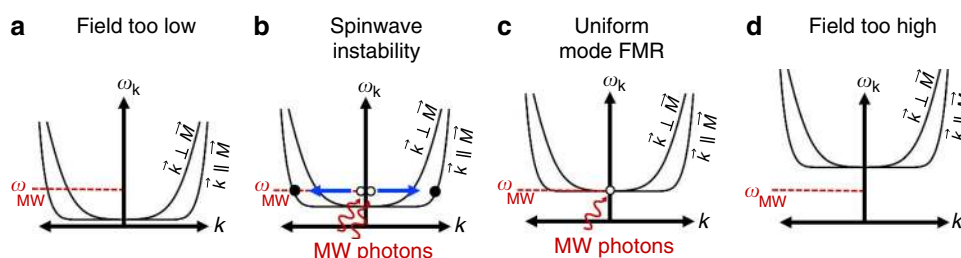 a Field too low
b Spinwave instability
c Uniform mode FMR
d Field too high
ωk
k ⊥ M
k ∥ M
ωMW
k
ωk
k ⊥ M
k ∥ M
ωMW
k
MW photons
ωk
k ⊥ M
k ∥ M
ωMW
k
MW photons
ωk
k ⊥ M
k ∥ M
ωMW
k